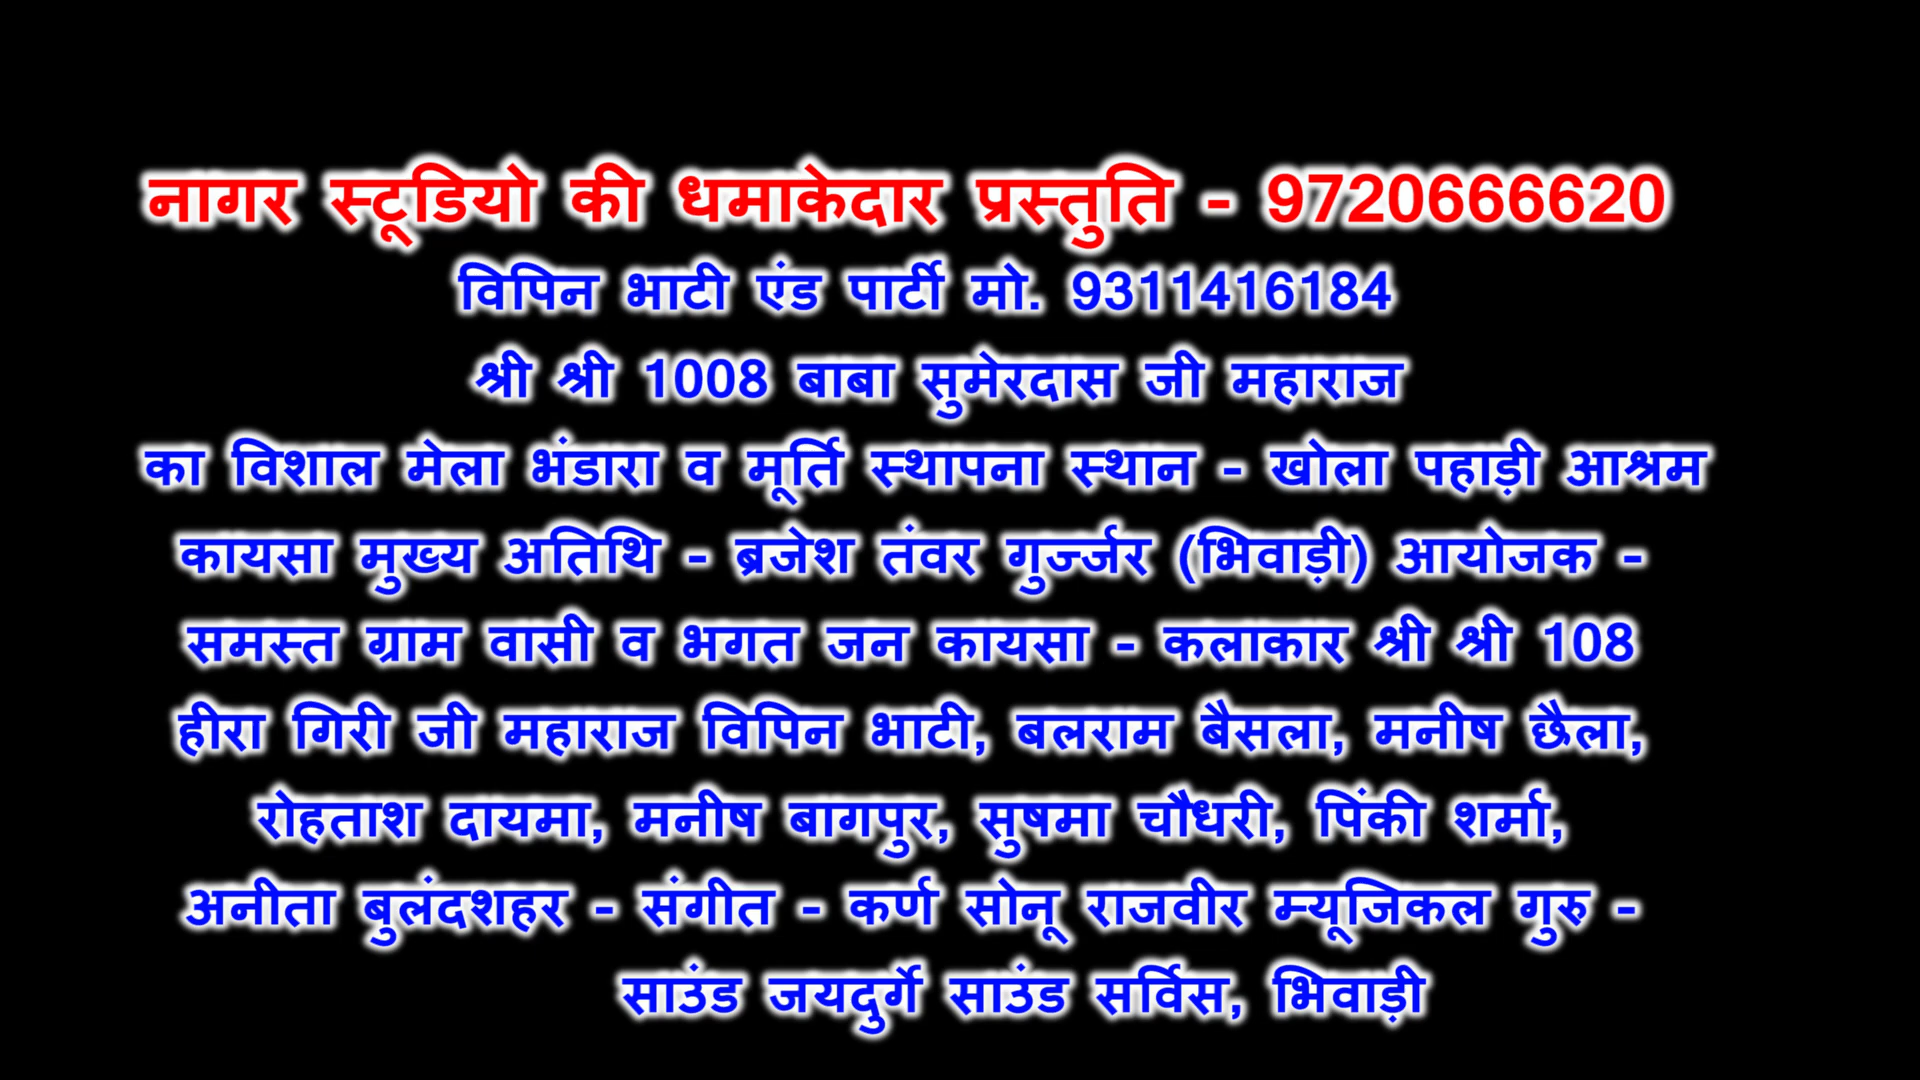 नागर स्टूडियो की धमाकेदार प्रस्तुति - 9720666620
विपिन भाटी एंड पार्टी मो. 9311416184
श्री श्री 1008 बाबा सुमेरदास जी महाराज
का विशाल मेला भंडारा व मूर्ति स्थापना स्थान - खोला पहाड़ी आश्रम
कायसा मुख्य अतिथि - ब्रजेश तंवर गुर्ज्जर (भिवाड़ी) आयोजक -
समस्त ग्राम वासी व भगत जन कायसा - कलाकार श्री श्री 108
हीरा गिरी जी महाराज विपिन भाटी, बलराम बैसला, मनीष छैला,
रोहताश दायमा, मनीष बागपुर, सुषमा चौधरी, पिंकी शर्मा,
अनीता बुलंदशहर - संगीत - कर्ण सोनू राजवीर म्यूजिकल गुरु -
साउंड जयदुर्गे साउंड सर्विस, भिवाड़ी